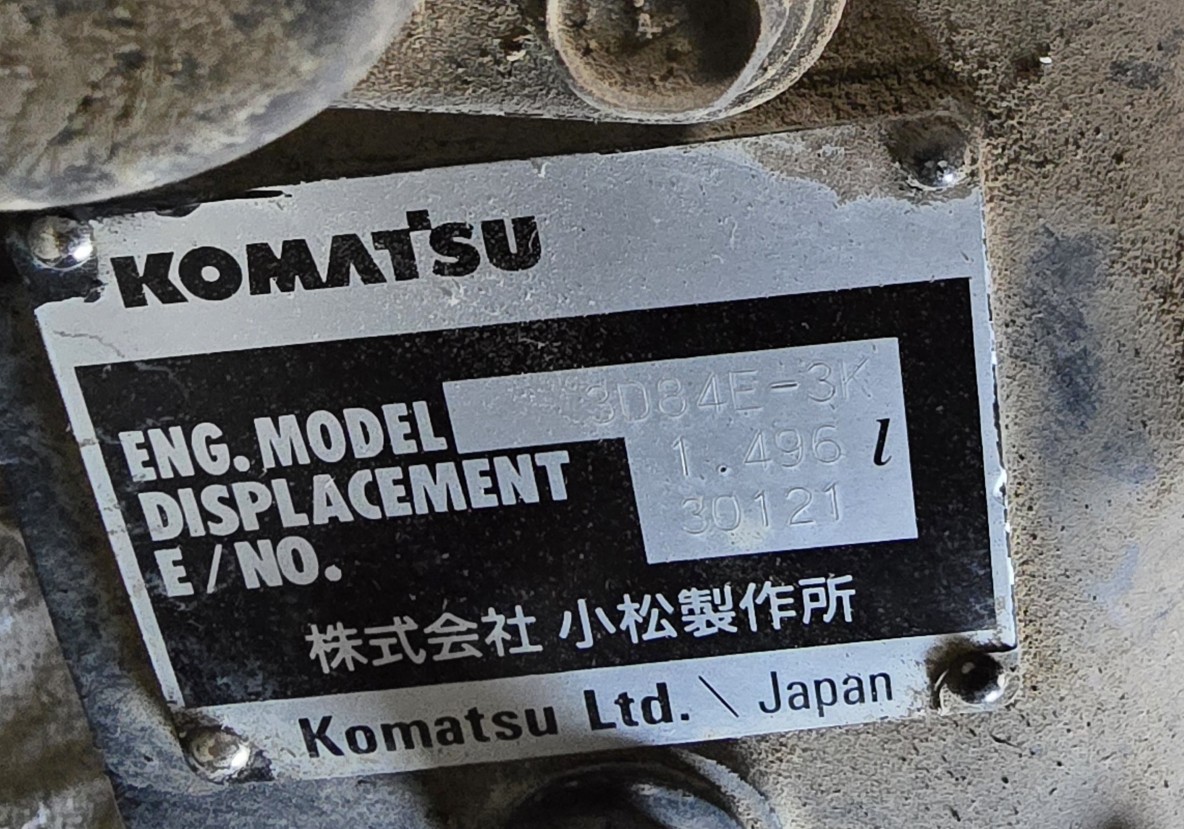 KOMATSU
ENG. MODEL 3D84E-3K
DISPLACEMENT 1.496 l
E/NO. 30121
株式会社 小松製作所
Komatsu Ltd. \ Japan